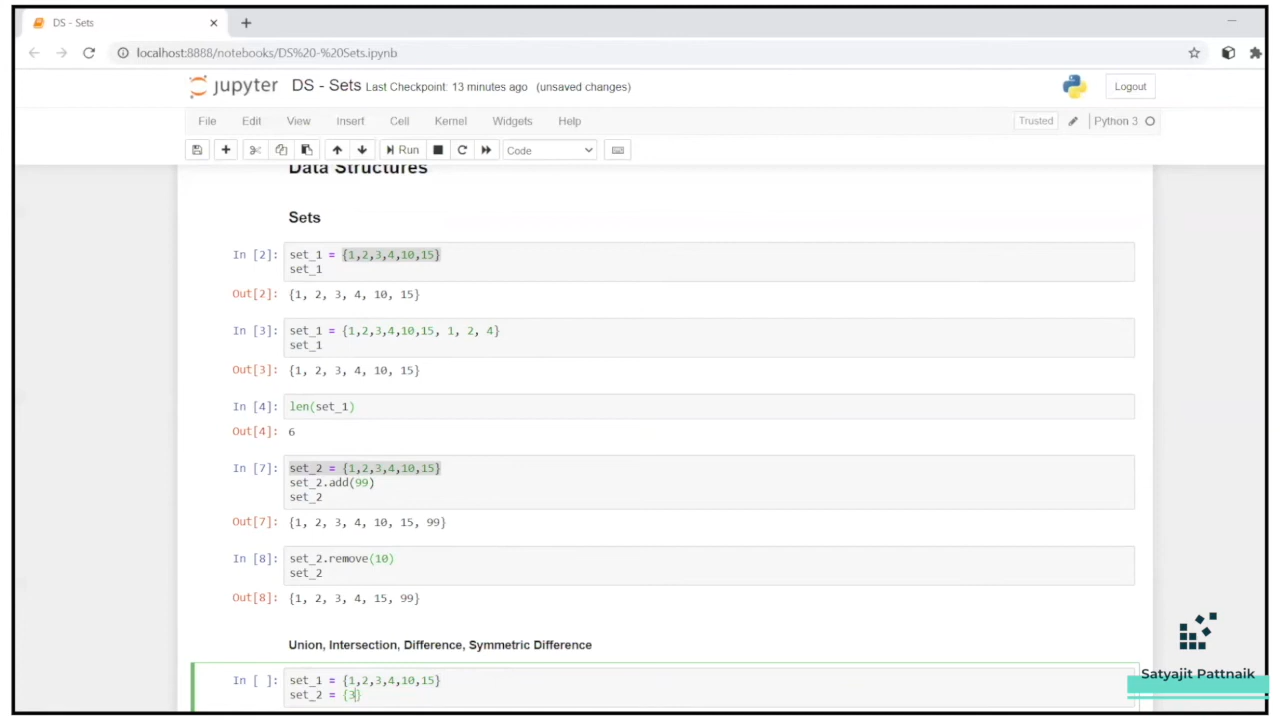 DS - Sets
localhost:8888/notebooks/DS%20-%20Sets.ipynb
jupyter DS - Sets Last Checkpoint: 13 minutes ago (unsaved changes)
Logout
File Edit View Insert Cell Kernel Widgets Help
Trusted Python 3
Run Code
Data Structures
Sets
In [2]: set_1 = {1,2,3,4,10,15}
set_1
Out[2]: {1, 2, 3, 4, 10, 15}
In [3]: set_1 = {1,2,3,4,10,15, 1, 2, 4}
set_1
Out[3]: {1, 2, 3, 4, 10, 15}
In [4]: len(set_1)
Out[4]: 6
In [7]: set_2 = {1,2,3,4,10,15}
set_2.add(99)
set_2
Out[7]: {1, 2, 3, 4, 10, 15, 99}
In [8]: set_2.remove(10)
set_2
Out[8]: {1, 2, 3, 4, 15, 99}
Union, Intersection, Difference, Symmetric Difference
In [ ]: set_1 = {1,2,3,4,10,15}
set_2 = {3}
Satyajit Pattnaik